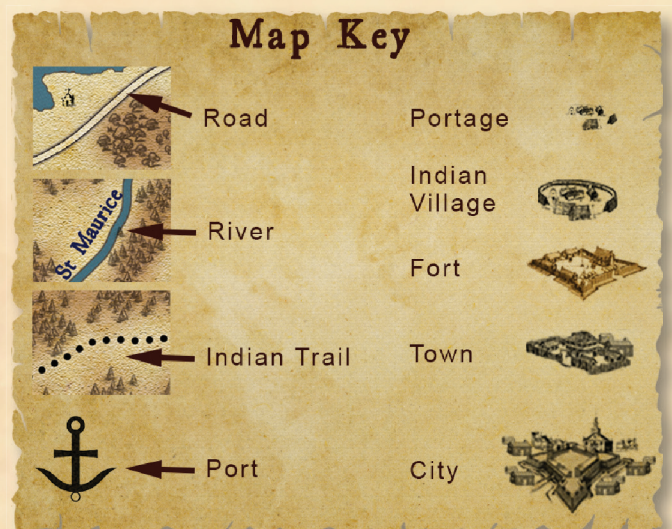 Map Key
Road
St Maurice
River
Indian Trail
Port
Portage
Indian
Village
Fort
Town
City